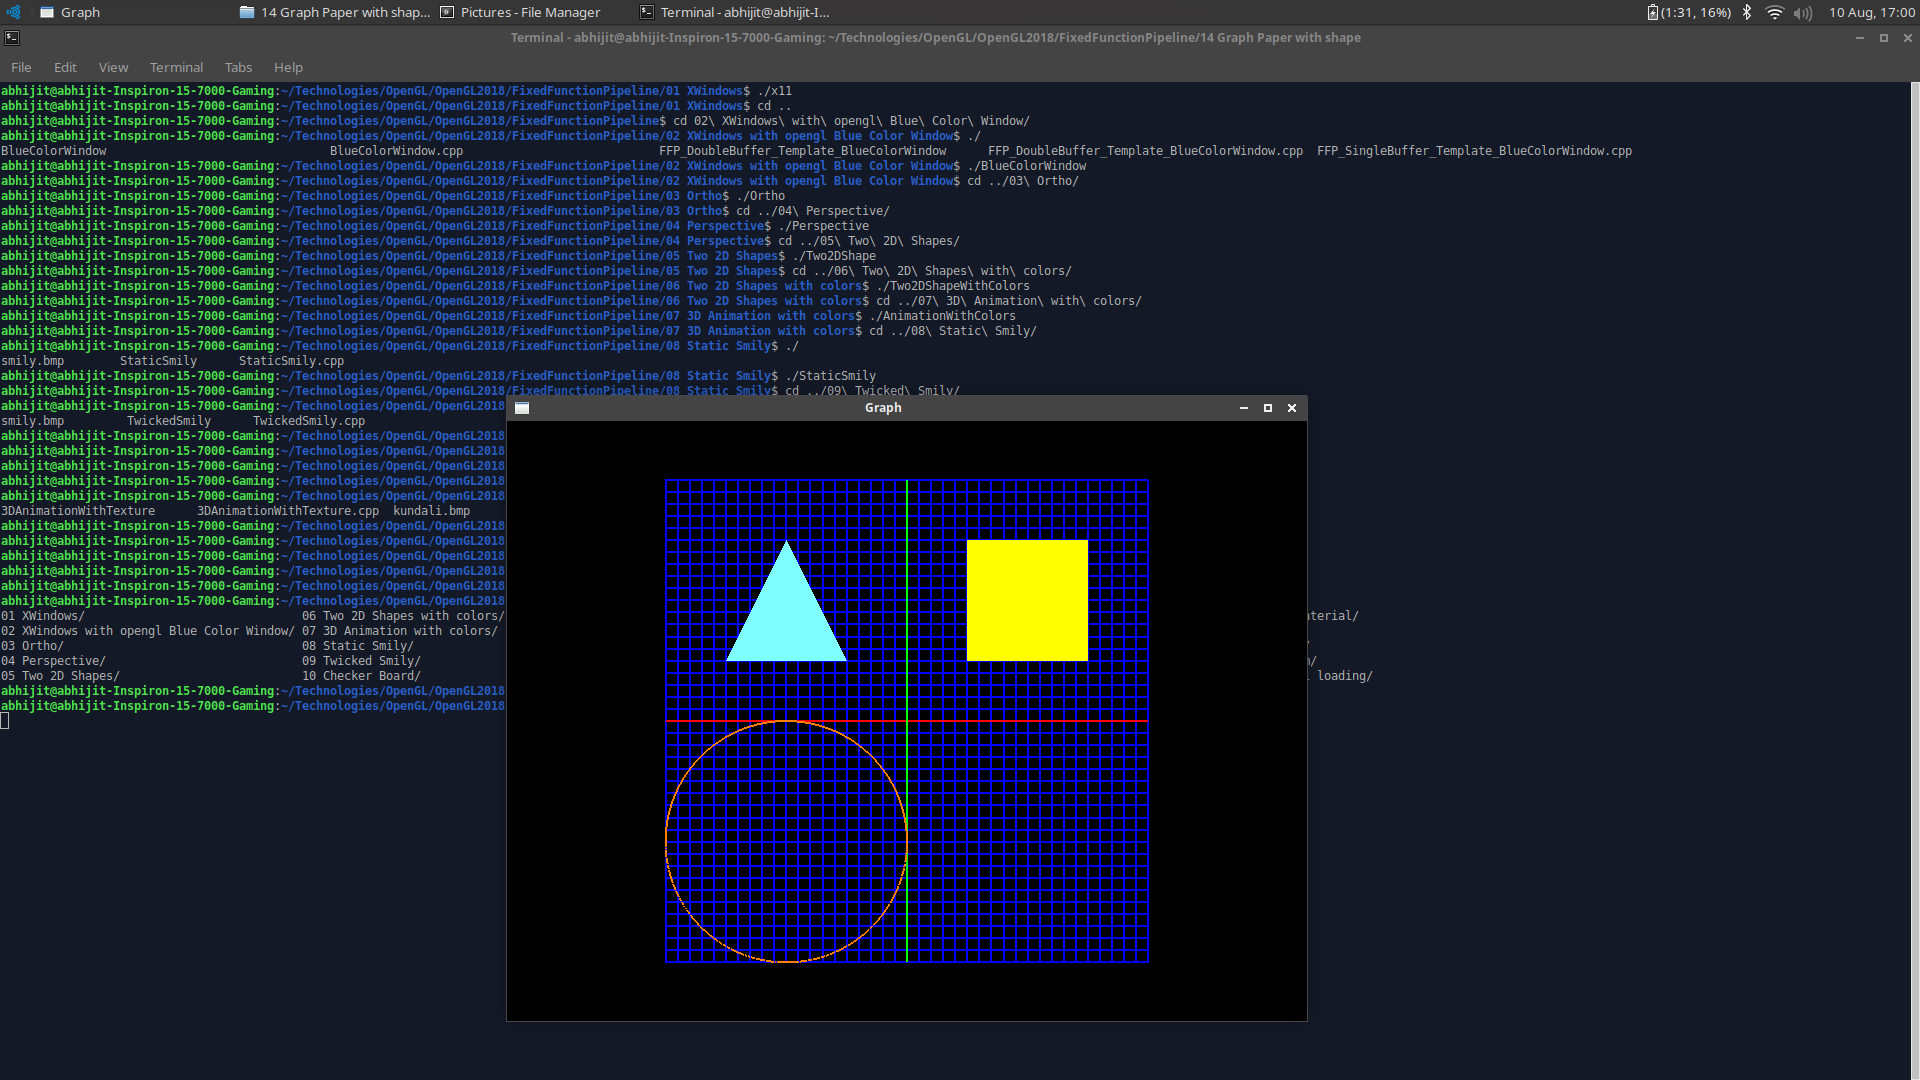 Graph
14 Graph Paper with shap...
Pictures - File Manager
Terminal - abhijit@abhijit-I...
(1:31, 16%)
10 Aug, 17:00
Terminal - abhijit@abhijit-Inspiron-15-7000-Gaming: ~/Technologies/OpenGL/OpenGL2018/FixedFunctionPipeline/14 Graph Paper with shape
File Edit View Terminal Tabs Help
abhijit@abhijit-Inspiron-15-7000-Gaming:~/Technologies/OpenGL/OpenGL2018/FixedFunctionPipeline/01 XWindows$ ./x11
abhijit@abhijit-Inspiron-15-7000-Gaming:~/Technologies/OpenGL/OpenGL2018/FixedFunctionPipeline/01 XWindows$ cd ..
abhijit@abhijit-Inspiron-15-7000-Gaming:~/Technologies/OpenGL/OpenGL2018/FixedFunctionPipeline$ cd 02\ XWindows\ with\ opengl\ Blue\ Color\ Window/
abhijit@abhijit-Inspiron-15-7000-Gaming:~/Technologies/OpenGL/OpenGL2018/FixedFunctionPipeline/02 XWindows with opengl Blue Color Window$ ./
BlueColorWindow BlueColorWindow.cpp FFP_DoubleBuffer_Template_BlueColorWindow FFP_DoubleBuffer_Template_BlueColorWindow.cpp FFP_SingleBuffer_Template_BlueColorWindow.cpp
abhijit@abhijit-Inspiron-15-7000-Gaming:~/Technologies/OpenGL/OpenGL2018/FixedFunctionPipeline/02 XWindows with opengl Blue Color Window$ ./BlueColorWindow
abhijit@abhijit-Inspiron-15-7000-Gaming:~/Technologies/OpenGL/OpenGL2018/FixedFunctionPipeline/02 XWindows with opengl Blue Color Window$ cd ../03\ Ortho/
abhijit@abhijit-Inspiron-15-7000-Gaming:~/Technologies/OpenGL/OpenGL2018/FixedFunctionPipeline/03 Ortho$ ./Ortho
abhijit@abhijit-Inspiron-15-7000-Gaming:~/Technologies/OpenGL/OpenGL2018/FixedFunctionPipeline/03 Ortho$ cd ../04\ Perspective/
abhijit@abhijit-Inspiron-15-7000-Gaming:~/Technologies/OpenGL/OpenGL2018/FixedFunctionPipeline/04 Perspective$ ./Perspective
abhijit@abhijit-Inspiron-15-7000-Gaming:~/Technologies/OpenGL/OpenGL2018/FixedFunctionPipeline/04 Perspective$ cd ../05\ Two\ 2D\ Shapes/
abhijit@abhijit-Inspiron-15-7000-Gaming:~/Technologies/OpenGL/OpenGL2018/FixedFunctionPipeline/05 Two 2D Shapes$ ./Two2DShape
abhijit@abhijit-Inspiron-15-7000-Gaming:~/Technologies/OpenGL/OpenGL2018/FixedFunctionPipeline/05 Two 2D Shapes$ cd ../06\ Two\ 2D\ Shapes\ with\ colors/
abhijit@abhijit-Inspiron-15-7000-Gaming:~/Technologies/OpenGL/OpenGL2018/FixedFunctionPipeline/06 Two 2D Shapes with colors$ ./Two2DShapeWithColors
abhijit@abhijit-Inspiron-15-7000-Gaming:~/Technologies/OpenGL/OpenGL2018/FixedFunctionPipeline/06 Two 2D Shapes with colors$ cd ../07\ 3D\ Animation\ with\ colors/
abhijit@abhijit-Inspiron-15-7000-Gaming:~/Technologies/OpenGL/OpenGL2018/FixedFunctionPipeline/07 3D Animation with colors$ ./AnimationWithColors
abhijit@abhijit-Inspiron-15-7000-Gaming:~/Technologies/OpenGL/OpenGL2018/FixedFunctionPipeline/07 3D Animation with colors$ cd ../08\ Static\ Smily/
abhijit@abhijit-Inspiron-15-7000-Gaming:~/Technologies/OpenGL/OpenGL2018/FixedFunctionPipeline/08 Static Smily$ ./
smily.bmp StaticSmily StaticSmily.cpp
abhijit@abhijit-Inspiron-15-7000-Gaming:~/Technologies/OpenGL/OpenGL2018/FixedFunctionPipeline/08 Static Smily$ ./StaticSmily
abhijit@abhijit-Inspiron-15-7000-Gaming:~/Technologies/OpenGL/OpenGL2018/FixedFunctionPipeline/08 Static Smily$ cd ../09\ Twicked\ Smily/
abhijit@abhijit-Inspiron-15-7000-Gaming:~/Technologies/OpenGL/OpenGL2018
Graph
smily.bmp TwickedSmily TwickedSmily.cpp
abhijit@abhijit-Inspiron-15-7000-Gaming:~/Technologies/OpenGL/OpenGL2018
abhijit@abhijit-Inspiron-15-7000-Gaming:~/Technologies/OpenGL/OpenGL2018
abhijit@abhijit-Inspiron-15-7000-Gaming:~/Technologies/OpenGL/OpenGL2018
abhijit@abhijit-Inspiron-15-7000-Gaming:~/Technologies/OpenGL/OpenGL2018
abhijit@abhijit-Inspiron-15-7000-Gaming:~/Technologies/OpenGL/OpenGL2018
3DAnimationWithTexture 3DAnimationWithTexture.cpp kundali.bmp
abhijit@abhijit-Inspiron-15-7000-Gaming:~/Technologies/OpenGL/OpenGL2018
abhijit@abhijit-Inspiron-15-7000-Gaming:~/Technologies/OpenGL/OpenGL2018
abhijit@abhijit-Inspiron-15-7000-Gaming:~/Technologies/OpenGL/OpenGL2018
abhijit@abhijit-Inspiron-15-7000-Gaming:~/Technologies/OpenGL/OpenGL2018
abhijit@abhijit-Inspiron-15-7000-Gaming:~/Technologies/OpenGL/OpenGL2018
abhijit@abhijit-Inspiron-15-7000-Gaming:~/Technologies/OpenGL/OpenGL2018
01 XWindows/ 06 Two 2D Shapes with colors/ terial/
02 XWindows with opengl Blue Color Window/ 07 3D Animation with colors/
03 Ortho/ 08 Static Smily/
04 Perspective/ 09 Twicked Smily/
05 Two 2D Shapes/ 10 Checker Board/ loading/
abhijit@abhijit-Inspiron-15-7000-Gaming:~/Technologies/OpenGL/OpenGL2018
abhijit@abhijit-Inspiron-15-7000-Gaming:~/Technologies/OpenGL/OpenGL2018